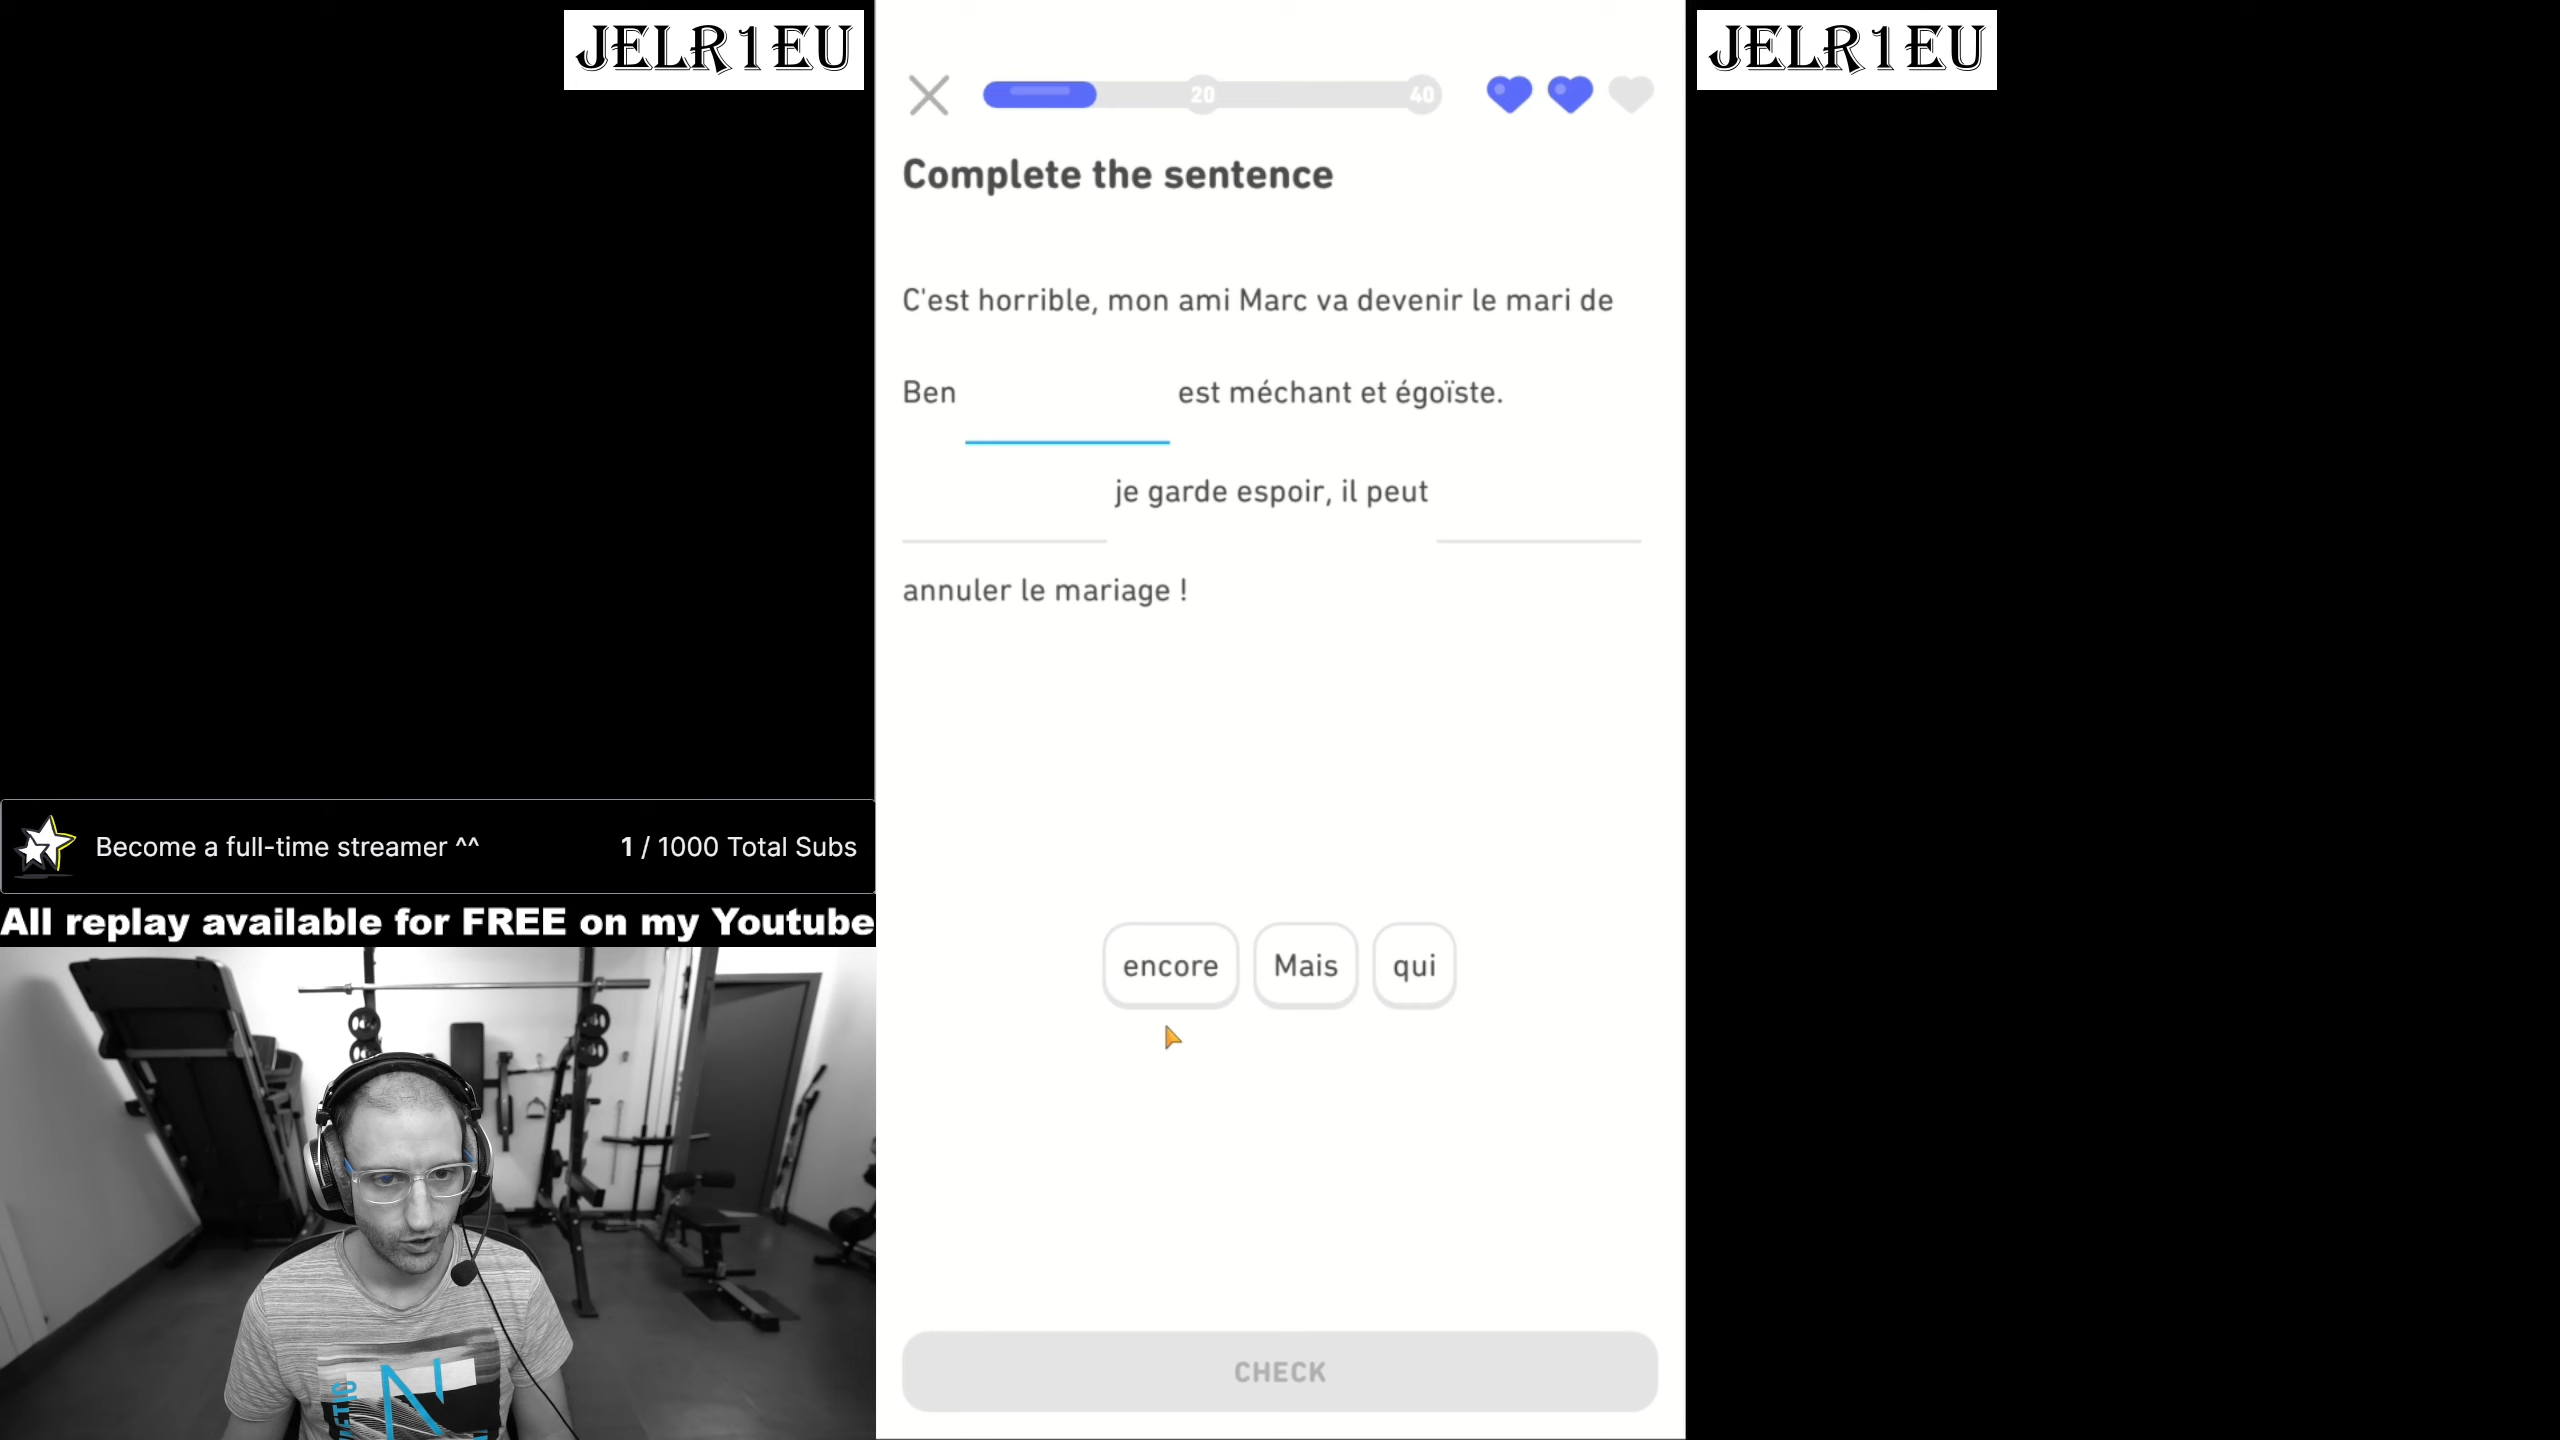 JELR1EU
JELR1EU
20
40
Complete the sentence
C'est horrible, mon ami Marc va devenir le mari de
Ben est méchant et égoïste.
je garde espoir, il peut
annuler le mariage !
encore
Mais
qui
CHECK
Become a full-time streamer ^^
1 / 1000 Total Subs
All replay available for FREE on my Youtube
N